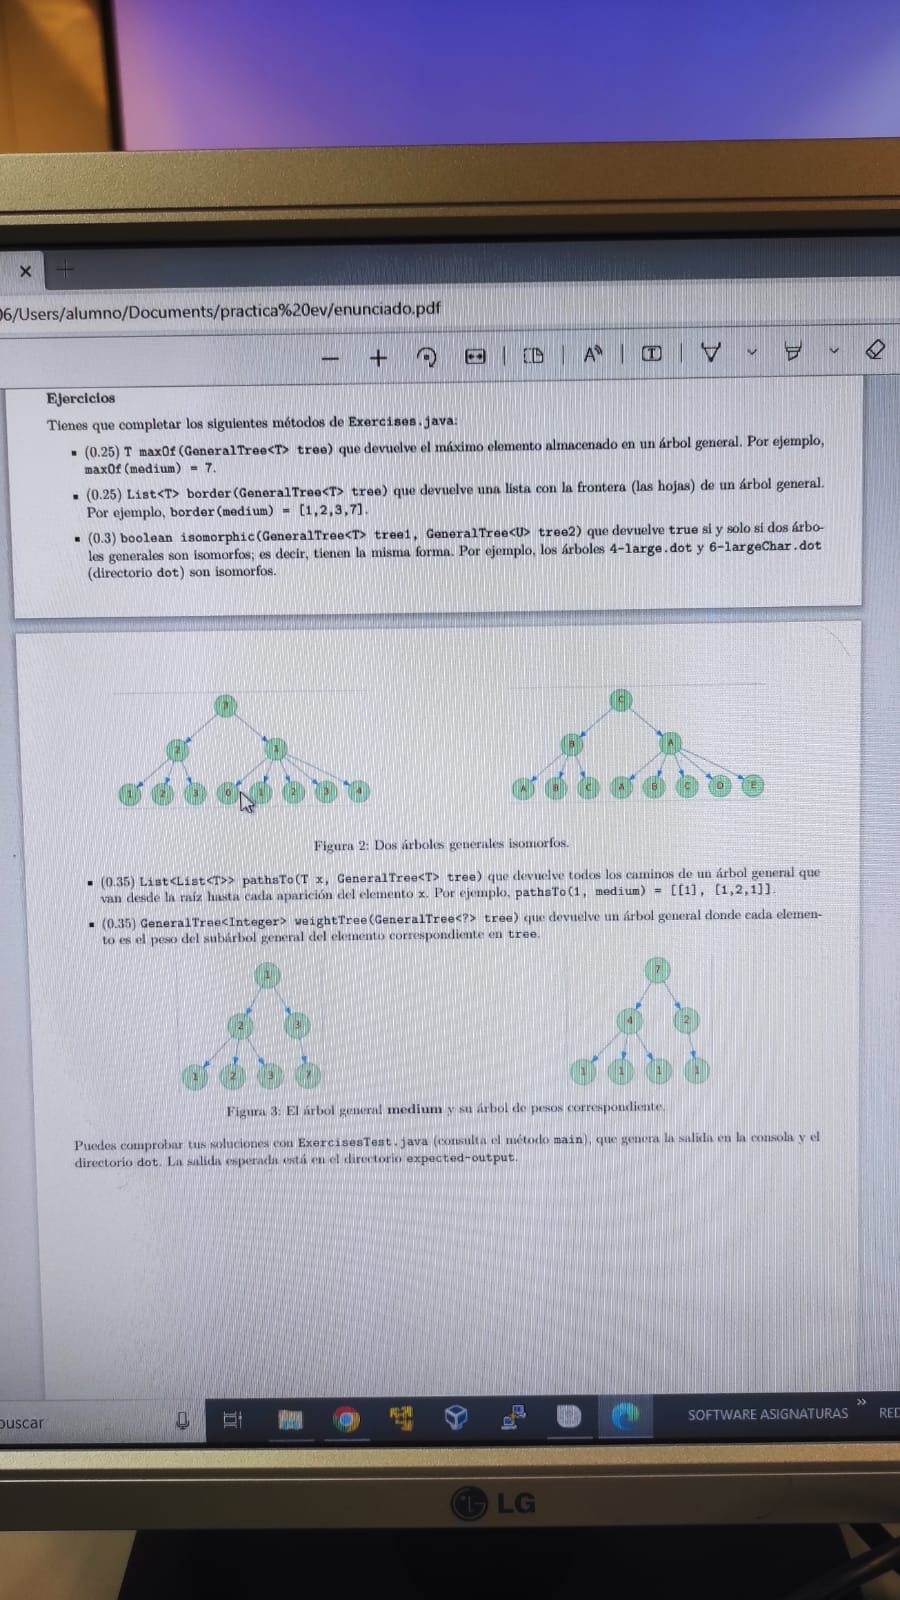 06/Users/alumno/Documents/practica%20ev/enunciado.pdf
Ejercicios
Tienes que completar los siguientes métodos de Exercises.java:
▪ (0.25) T maxOf(GeneralTree<T> tree) que devuelve el máximo elemento almacenado en un árbol general. Por ejemplo,
maxOf(medium) = 7.
▪ (0.25) List<T> border(GeneralTree<T> tree) que devuelve una lista con la frontera (las hojas) de un árbol general.
Por ejemplo, border(medium) = [1,2,3,7].
▪ (0.3) boolean isomorphic(GeneralTree<T> tree1, GeneralTree<U> tree2) que devuelve true si y solo si dos árbo-
les generales son isomorfos; es decir, tienen la misma forma. Por ejemplo, los árboles 4-large.dot y 6-largeChar.dot
(directorio dot) son isomorfos.
C
2 1 B A
1 2 3 0 1 2 3 4 A B C A B C D E
Figura 2: Dos árboles generales isomorfos.
▪ (0.35) List<List<T>> pathsTo(T x, GeneralTree<T> tree) que devuelve todos los caminos de un árbol general que
van desde la raíz hasta cada aparición del elemento x. Por ejemplo, pathsTo(1, medium) = [[1], [1,2,1]].
▪ (0.35) GeneralTree<Integer> weightTree(GeneralTree<?> tree) que devuelve un árbol general donde cada elemen-
to es el peso del subárbol general del elemento correspondiente en tree.
1 7
2 3 4 2
1 2 3 7 1 1 1 1
Figura 3: El árbol general medium y su árbol de pesos correspondiente.
Puedes comprobar tus soluciones con ExercisesTest.java (consulta el método main), que genera la salida en la consola y el
directorio dot. La salida esperada está en el directorio expected-output.
buscar
SOFTWARE ASIGNATURAS
»
RED
LG